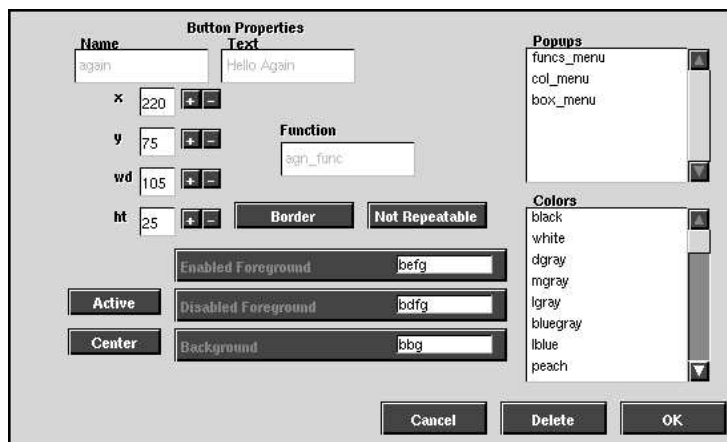 Button Properties
Name
Text
again
Hello Again
x
220
+
-
y
75
+
-
wd
105
+
-
ht
25
+
-
Function
agn_func
Border
Not Repeatable
Enabled Foreground
befg
Active
Disabled Foreground
bdfg
Center
Background
bbg
Popups
funcs_menu
col_menu
box_menu
Colors
black
white
dgray
mgray
lgray
bluegray
lblue
peach
Cancel
Delete
OK